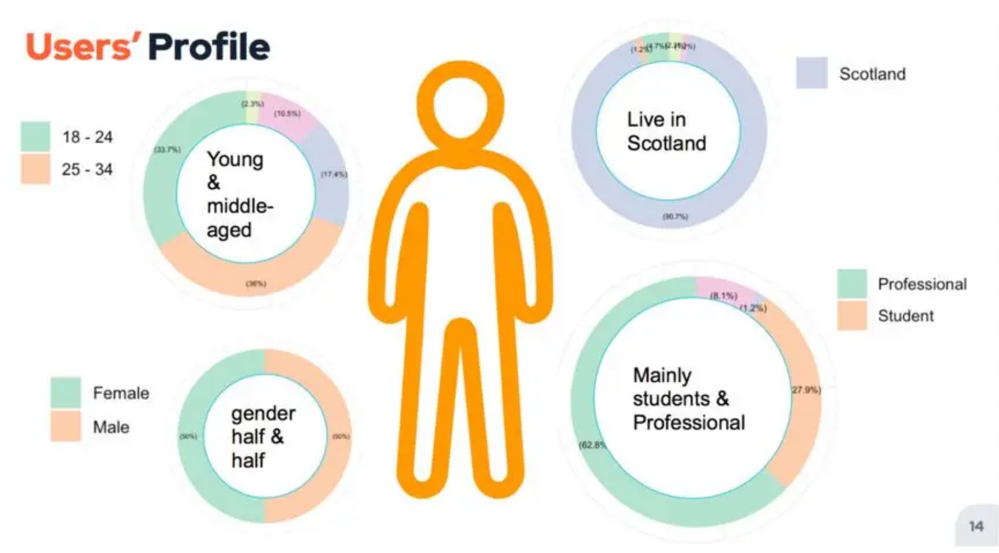 Users’ Profile
18 - 24
25 - 34
(2.3%)
(10.5%)
(33.7%)
(17.4%)
(36%)
Young
&
middle-
aged
Female
Male
(50%)
(50%)
gender
half &
half
(1.2%)
(90.7%)
Live in
Scotland
Scotland
(8.1%)
(1.2%)
27.9%)
(62.8%
Mainly
students &
Professional
Professional
Student
14